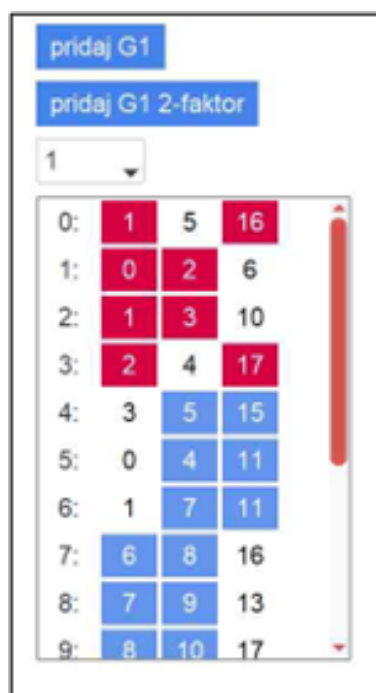 pridaj G1
pridaj G1 2-faktor
1
0: 1 5 16
1: 0 2 6
2: 1 3 10
3: 2 4 17
4: 3 5 15
5: 0 4 11
6: 1 7 11
7: 6 8 16
8: 7 9 13
9: 8 10 17